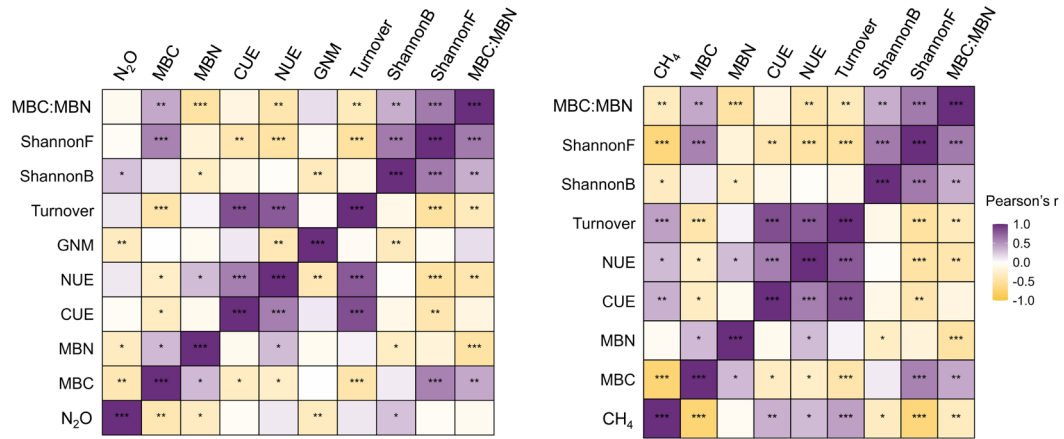 N₂O MBC MBN CUE NUE GNM Turnover ShannonB ShannonF MBC:MBN
MBC:MBN ** *** ** ** ** *** ***
ShannonF *** ** *** *** *** *** ***
ShannonB * * ** *** *** **
Turnover *** *** *** *** *** **
GNM ** ** *** **
NUE * * *** *** ** *** *** **
CUE * *** *** *** **
MBN * * *** * * ***
MBC ** *** * * * *** *** **
N₂O *** ** * ** *
CH₄ MBC MBN CUE NUE Turnover ShannonB ShannonF MBC:MBN
MBC:MBN ** ** *** ** ** ** *** ***
ShannonF *** *** ** *** *** *** *** ***
ShannonB * * *** *** **
Turnover *** *** *** *** *** *** **
NUE * * * *** *** *** *** **
CUE ** * *** *** *** **
MBN * *** * * ***
MBC *** *** * * * *** *** **
CH₄ *** *** ** * *** * *** **
Pearson's r
1.0
0.5
0.0
-0.5
-1.0